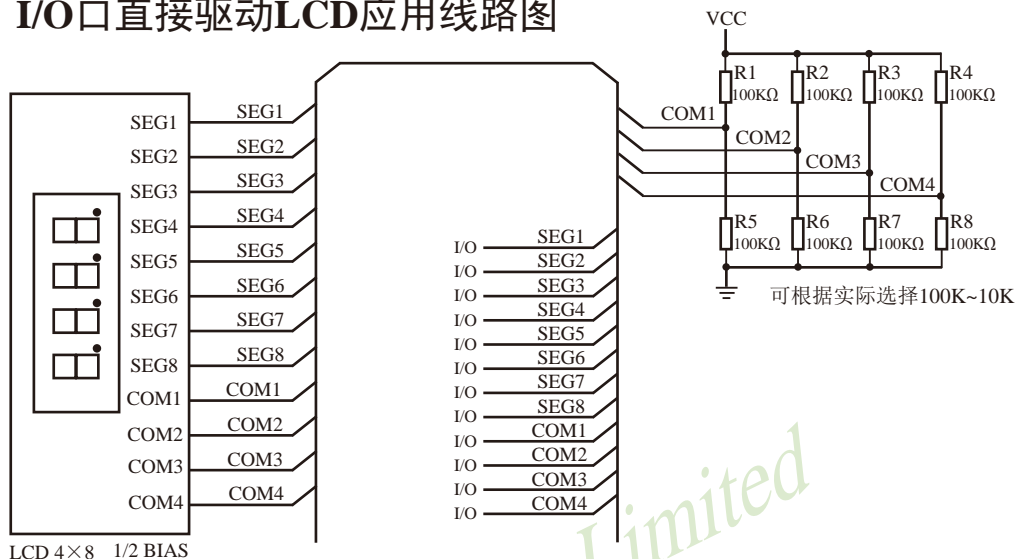 I/O口直接驱动LCD应用线路图
SEG1
SEG2
SEG3
SEG4
SEG5
SEG6
SEG7
SEG8
COM1
COM2
COM3
COM4
LCD 4×8 1/2 BIAS
SEG1
SEG2
SEG3
SEG4
SEG5
SEG6
SEG7
SEG8
COM1
COM2
COM3
COM4
I/O SEG1
I/O SEG2
I/O SEG3
I/O SEG4
I/O SEG5
I/O SEG6
I/O SEG7
I/O SEG8
I/O COM1
I/O COM2
I/O COM3
I/O COM4
VCC
R1 R2 R3 R4
100KΩ 100KΩ 100KΩ 100KΩ
COM1
COM2
COM3
COM4
R5 R6 R7 R8
100KΩ 100KΩ 100KΩ 100KΩ
可根据实际选择100K~10K
Limited